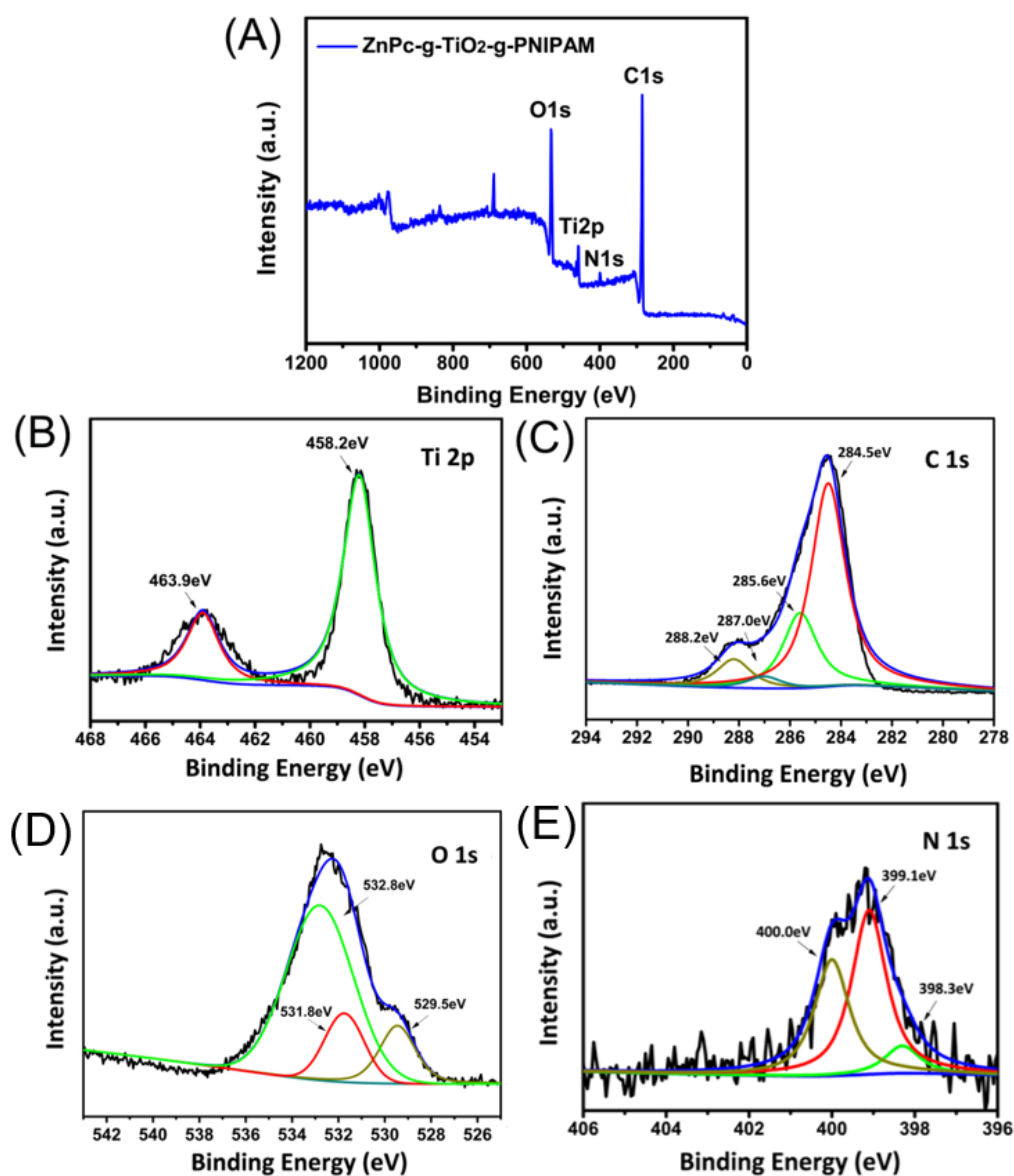 (A)
ZnPc-g-TiO2-g-PNIPAM
C1s
O1s
Ti2p
N1s
Intensity (a.u.)
1200 1000 800 600 400 200 0
Binding Energy (eV)
(B)
Ti 2p
458.2eV
463.9eV
Intensity (a.u.)
468 466 464 462 460 458 456 454
Binding Energy (eV)
(C)
C 1s
284.5eV
285.6eV
287.0eV
288.2eV
Intensity (a.u.)
294 292 290 288 286 284 282 280 278
Binding Energy (eV)
(D)
O 1s
532.8eV
531.8eV
529.5eV
Intensity (a.u.)
542 540 538 536 534 532 530 528 526
Binding Energy (eV)
(E)
N 1s
399.1eV
400.0eV
398.3eV
Intensity (a.u.)
406 404 402 400 398 396
Binding Energy (eV)